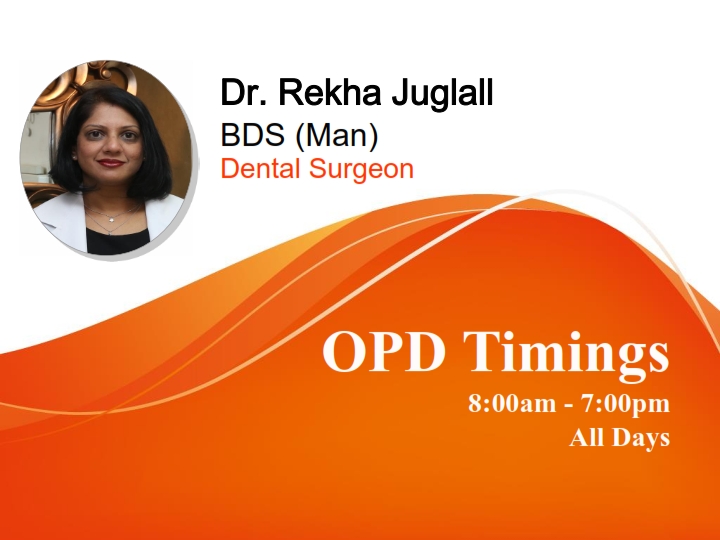 Dr. Rekha Juglall
BDS (Man)
Dental Surgeon
OPD Timings
8:00am - 7:00pm
All Days